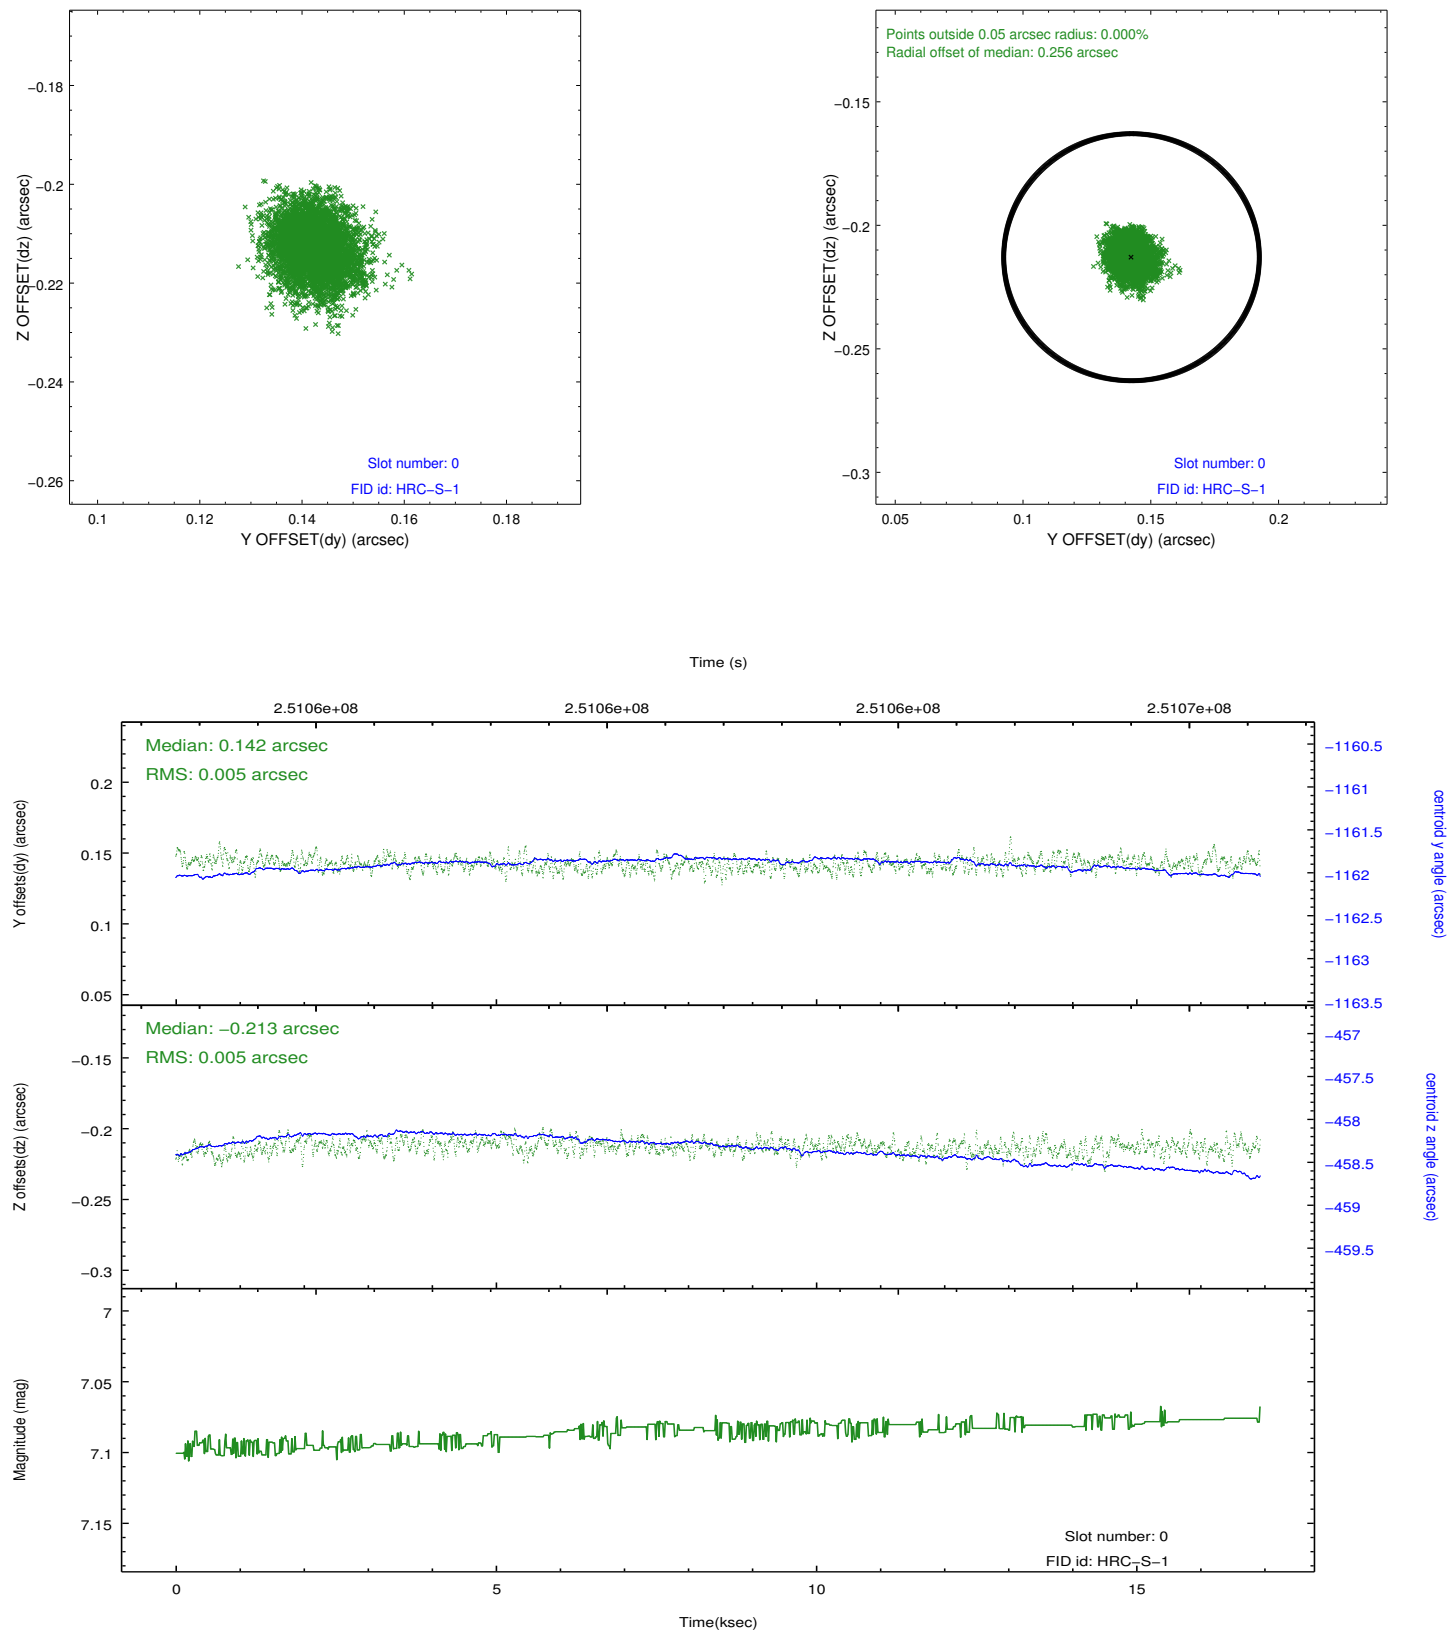 −0.18
−0.2
−0.22
−0.24
−0.26
Z OFFSET(dz) (arcsec)
Slot number: 0
FID id: HRC−S−1
0.1 0.12 0.14 0.16 0.18
Y OFFSET(dy) (arcsec)
Points outside 0.05 arcsec radius: 0.000%
Radial offset of median: 0.256 arcsec
−0.15
−0.2
−0.25
−0.3
Z OFFSET(dz) (arcsec)
Slot number: 0
FID id: HRC−S−1
0.05 0.1 0.15 0.2
Y OFFSET(dy) (arcsec)
Time (s)
2.5106e+08 2.5106e+08 2.5106e+08 2.5107e+08
Median: 0.142 arcsec
RMS: 0.005 arcsec
0.2
0.15
0.1
0.05
Y offsets(dy) (arcsec)
−1160.5
−1161
−1161.5
−1162
−1162.5
−1163
−1163.5
centroid y angle (arcsec)
Median: −0.213 arcsec
RMS: 0.005 arcsec
−0.15
−0.2
−0.25
−0.3
Z offsets(dz) (arcsec)
−457
−457.5
−458
−458.5
−459
−459.5
centroid z angle (arcsec)
7
7.05
7.1
7.15
Magnitude (mag)
Slot number: 0
FID id: HRC−S−1
0 5 10 15
Time(ksec)